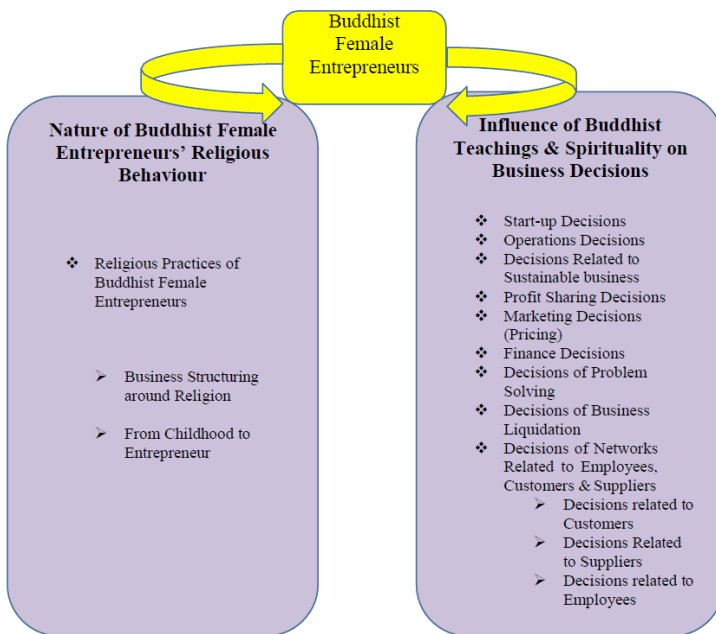 Buddhist
Female
Entrepreneurs
Nature of Buddhist Female
Entrepreneurs’ Religious
Behaviour
❖ Religious Practices of
Buddhist Female
Entrepreneurs
➢ Business Structuring
around Religion
➢ From Childhood to
Entrepreneur
Influence of Buddhist
Teachings & Spirituality on
Business Decisions
❖ Start-up Decisions
❖ Operations Decisions
❖ Decisions Related to
Sustainable business
❖ Profit Sharing Decisions
❖ Marketing Decisions
(Pricing)
❖ Finance Decisions
❖ Decisions of Problem
Solving
❖ Decisions of Business
Liquidation
❖ Decisions of Networks
Related to Employees,
Customers & Suppliers
➢ Decisions related to
Customers
➢ Decisions Related
to Suppliers
➢ Decisions related to
Employees